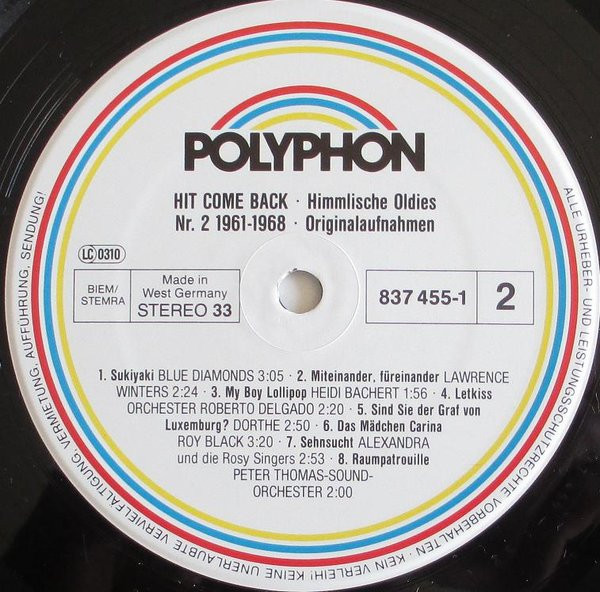 POLYPHON
HIT COME BACK · Himmlische Oldies
Nr. 2 1961-1968 · Originalaufnahmen
LC 0310
BIEM/
STEMRA
Made in
West Germany
STEREO 33
837 455-1
2
1. Sukiyaki BLUE DIAMONDS 3:05 · 2. Miteinander, füreinander LAWRENCE
WINTERS 2:24 · 3. My Boy Lollipop HEIDI BACHERT 1:56 · 4. Letkiss
ORCHESTER ROBERTO DELGADO 2:20 · 5. Sind Sie der Graf von
Luxemburg? DORTHE 2:50 · 6. Das Mädchen Carina
ROY BLACK 3:20 · 7. Sehnsucht ALEXANDRA
und die Rosy Singers 2:53 · 8. Raumpatrouille
PETER THOMAS-SOUND-
ORCHESTER 2:00
ALLE URHEBER- UND LEISTUNGSSCHUTZRECHTE VORBEHALTEN · KEIN VERLEIH! KEINE UNERLAUBTE VERVIELFÄLTIGUNG, VERMIETUNG, AUFFÜHRUNG, SENDUNG!